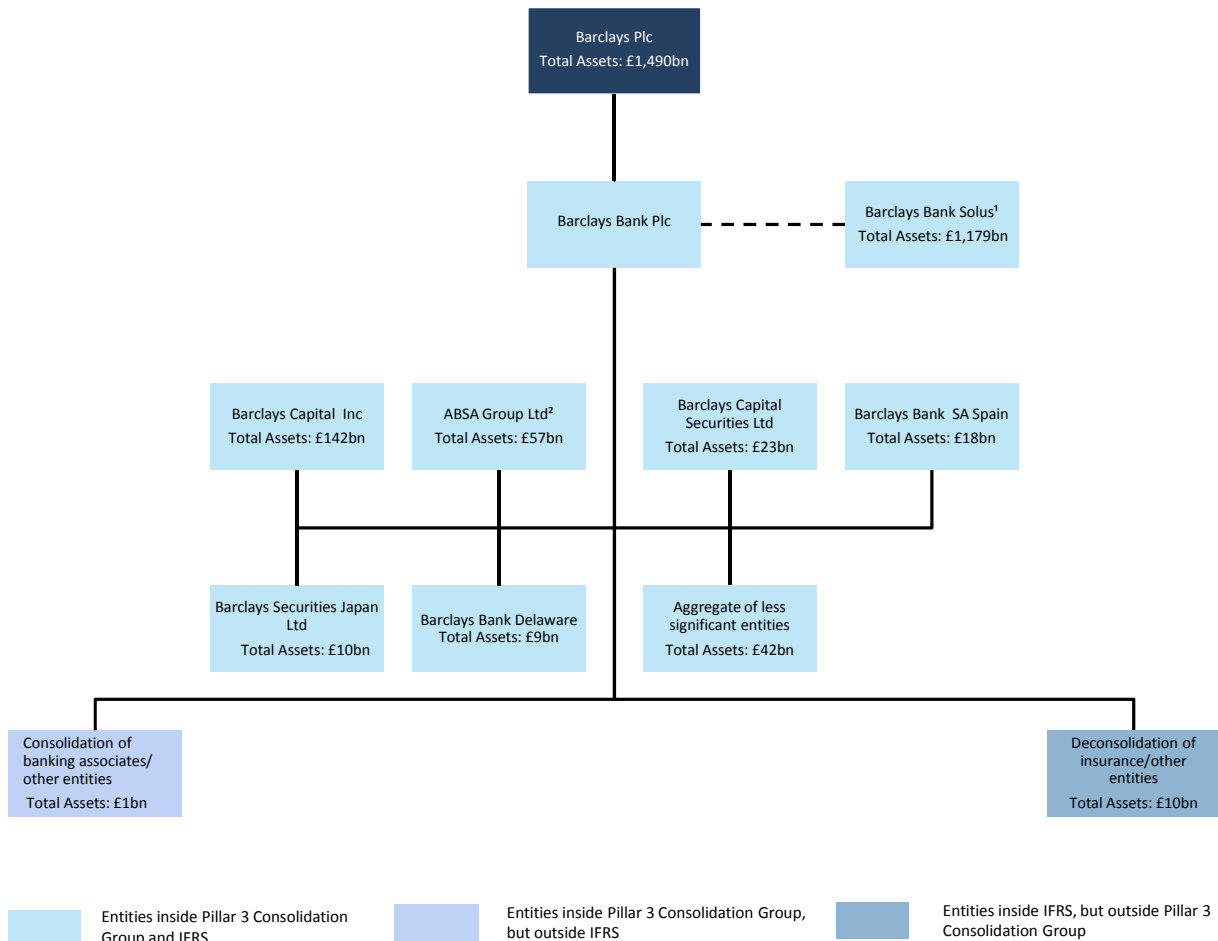 Barclays Plc
Total Assets: £1,490bn
Barclays Bank Plc
Barclays Bank Solus¹
Total Assets: £1,179bn
Barclays Capital Inc
Total Assets: £142bn
ABSA Group Ltd²
Total Assets: £57bn
Barclays Capital
Securities Ltd
Total Assets: £23bn
Barclays Bank SA Spain
Total Assets: £18bn
Barclays Securities Japan
Ltd
Total Assets: £10bn
Barclays Bank Delaware
Total Assets: £9bn
Aggregate of less
significant entities
Total Assets: £42bn
Consolidation of
banking associates/
other entities
Total Assets: £1bn
Deconsolidation of
insurance/other
entities
Total Assets: £10bn
Entities inside Pillar 3 Consolidation
Group and IFRS
Entities inside Pillar 3 Consolidation Group,
but outside IFRS
Entities inside IFRS, but outside Pillar 3
Consolidation Group